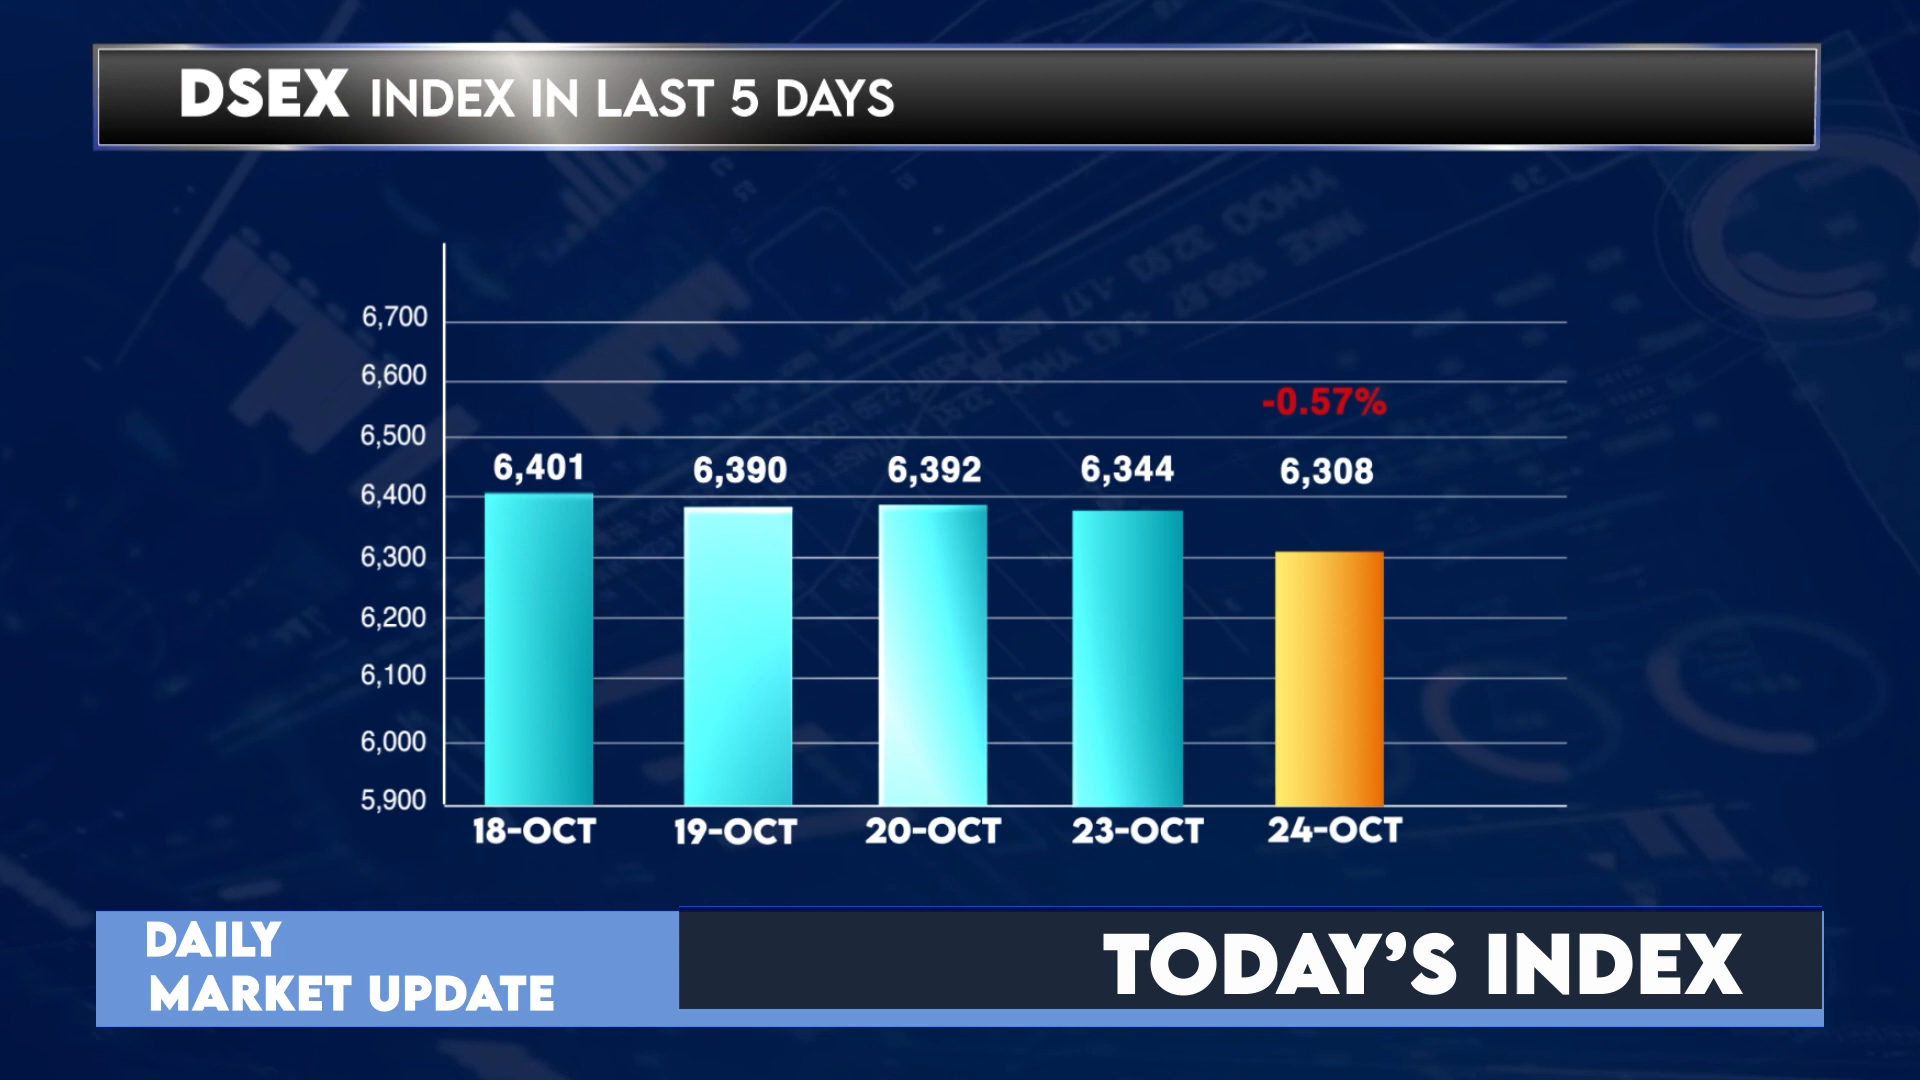 DSEX INDEX IN LAST 5 DAYS
6,700
6,600
-0.57%
6,500
6,401 6,390 6,392 6,344 6,308
6,400
6,300
6,200
6,100
6,000
5,900
18-OCT 19-OCT 20-OCT 23-OCT 24-OCT
DAILY
MARKET UPDATE
TODAY'S INDEX